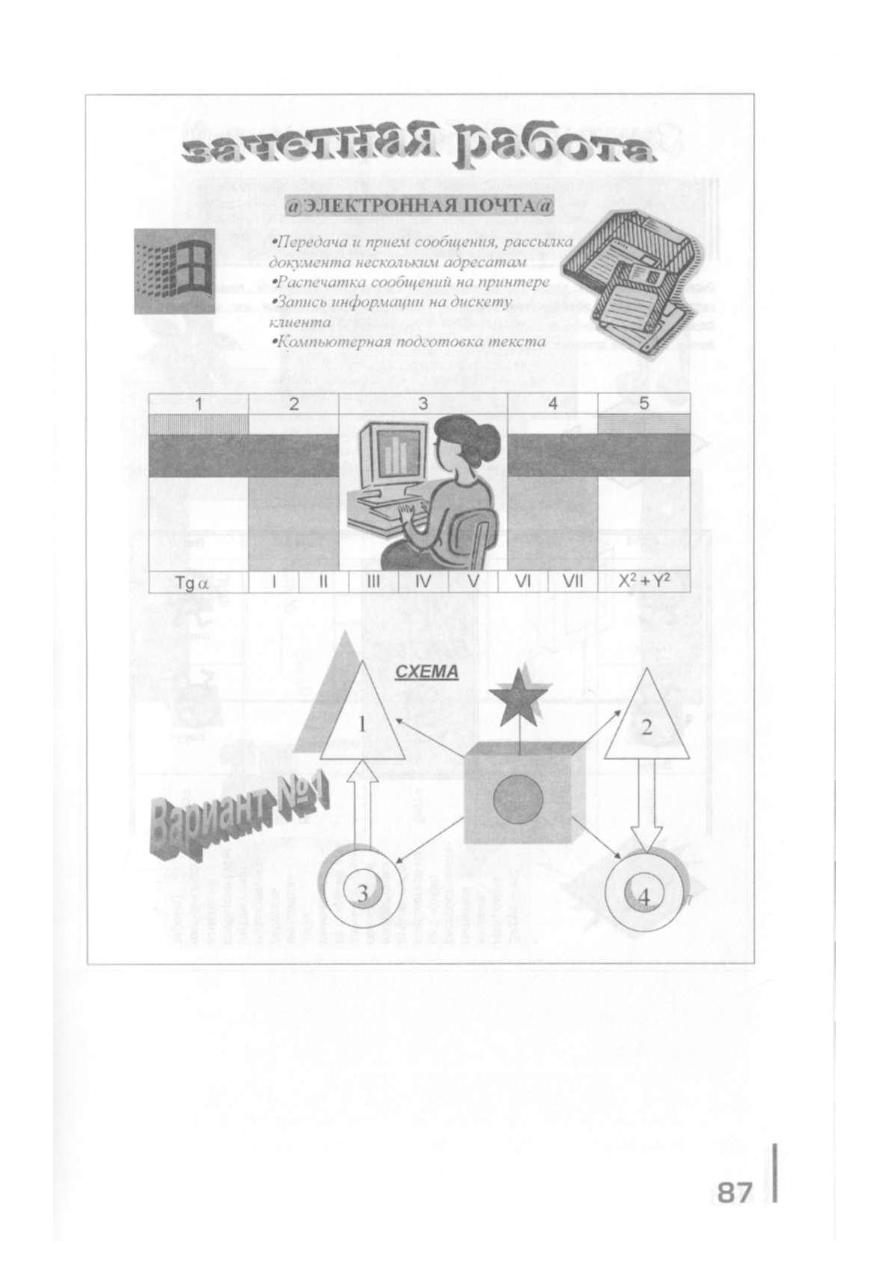 зачетная работа
@ ЭЛЕКТРОННАЯ ПОЧТА @
•Передача и прием сообщения, рассылка
документа нескольким адресатам
•Распечатка сообщений на принтере
•Запись информации на дискету
клиента
•Компьютерная подготовка текста
1 2 3 4 5
Tg α I II III IV V VI VII X² + Y²
СХЕМА
1
2
Вариант №1
3
4
87